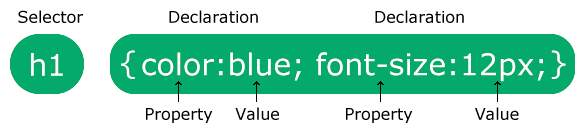 Selector Declaration Declaration
h1 {color:blue; font-size:12px;}
Property Value Property Value